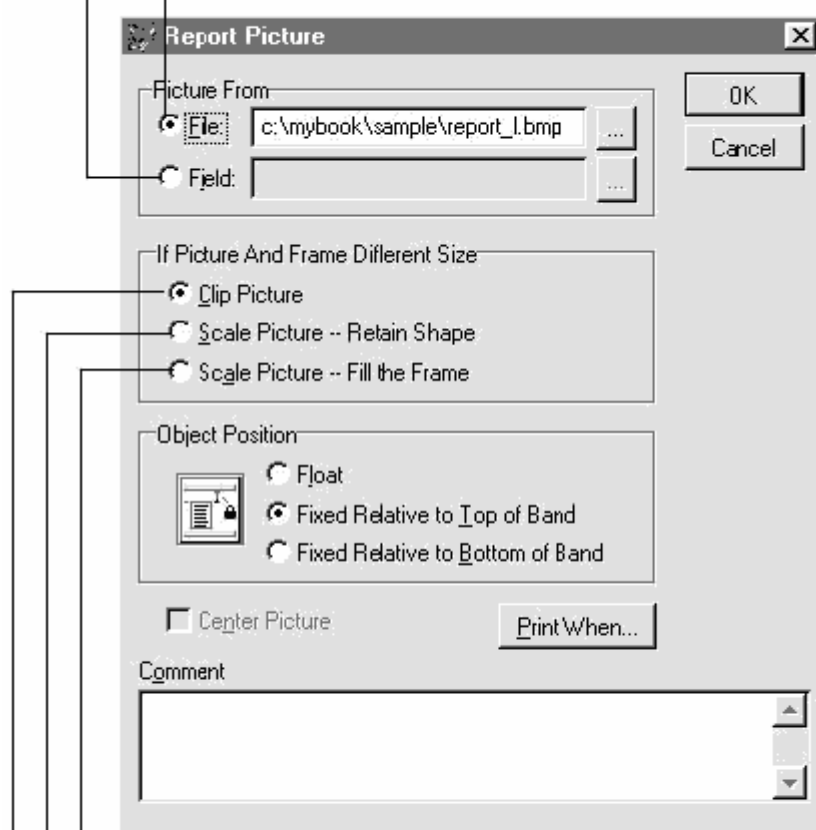 Report Picture
Picture From
File: c:\mybook\sample\report_l.bmp ...
OK
Field: ...
Cancel
If Picture And Frame Different Size
Clip Picture
Scale Picture -- Retain Shape
Scale Picture -- Fill the Frame
Object Position
Float
Fixed Relative to Top of Band
Fixed Relative to Bottom of Band
Center Picture
Print When...
Comment